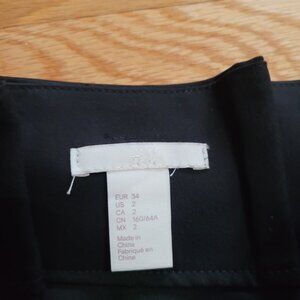 EUR 34
US 2
CA 2
CN 160/64A
MX 2
Made in
China
Fabriqué en
Chine